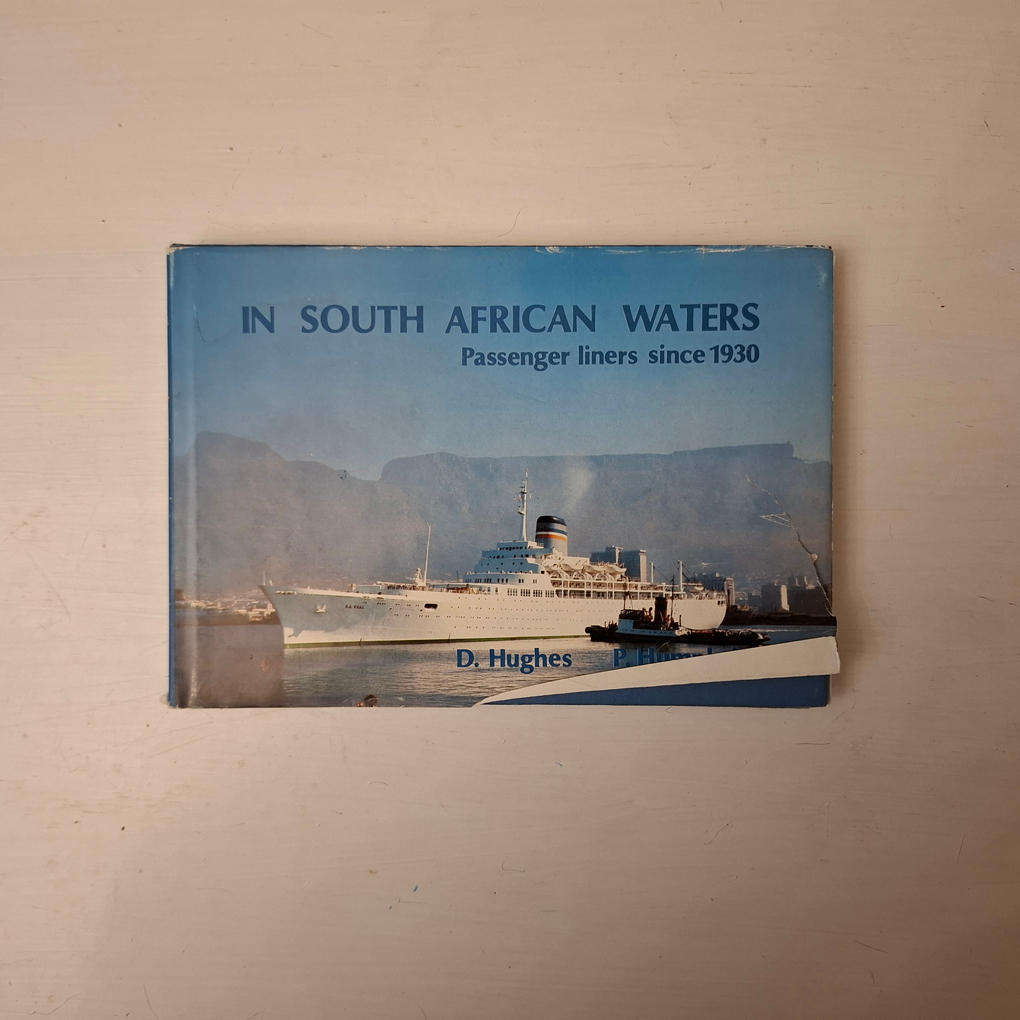 IN SOUTH AFRICAN WATERS
Passenger liners since 1930
D. Hughes P.